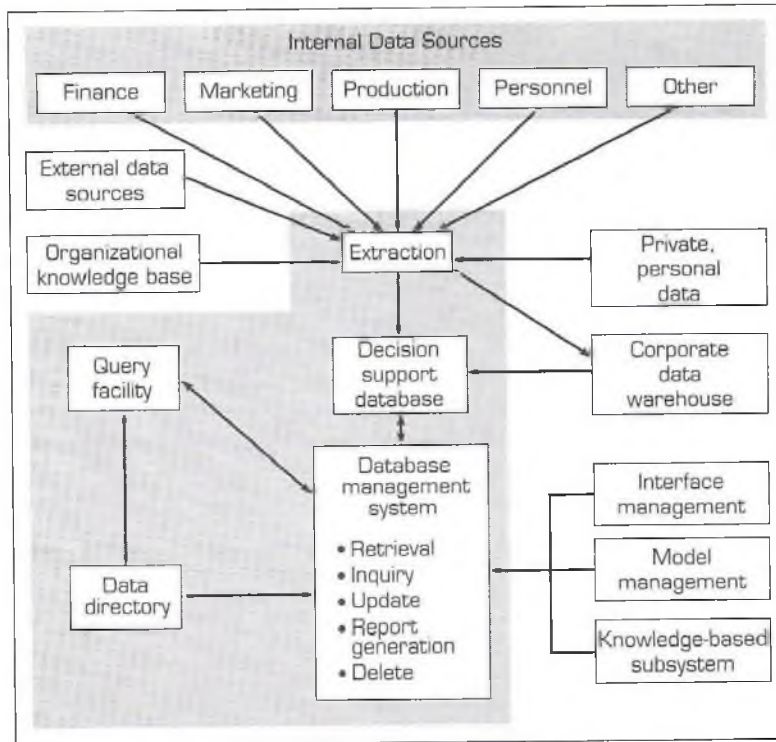 Internal Data Sources
Finance
Marketing
Production
Personnel
Other
External data
sources
Organizational
knowledge base
Extraction
Private,
personal
data
Query
facility
Decision
support
database
Corporate
data
warehouse
Database
management
system
• Retrieval
• Inquiry
• Update
• Report
generation
• Delete
Interface
management
Model
management
Data
directory
Knowledge-based
subsystem